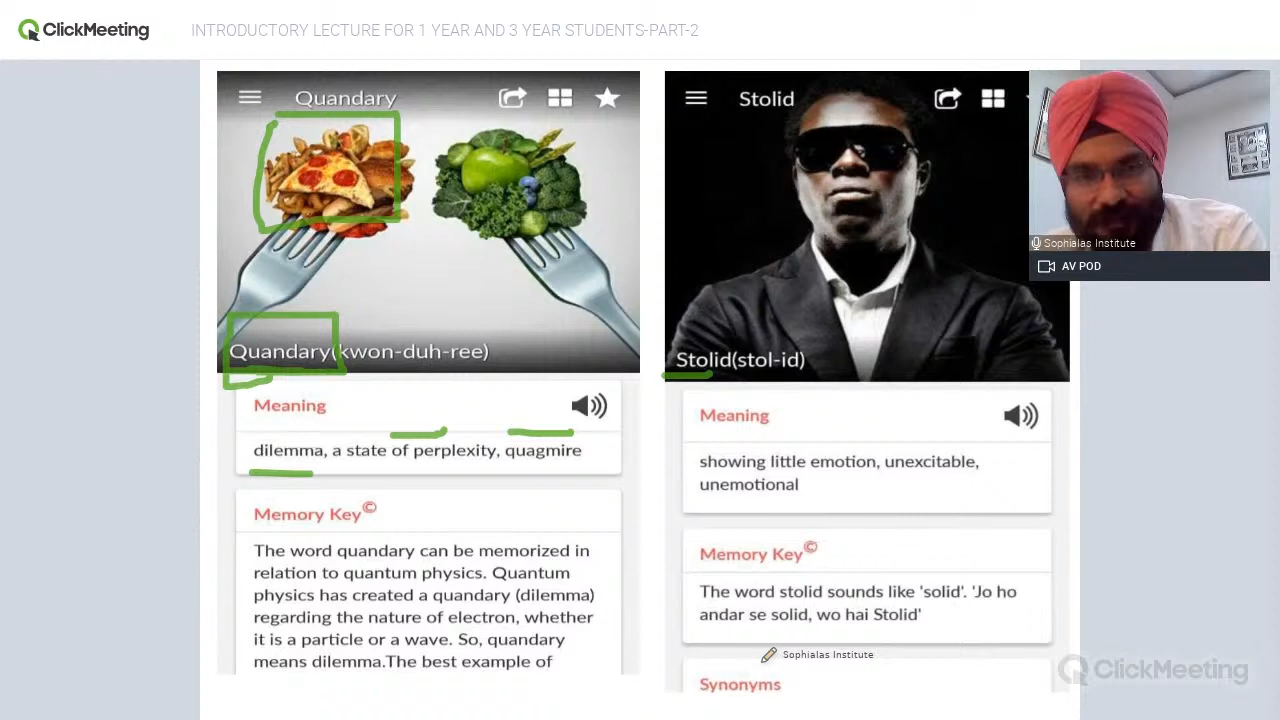 ClickMeeting
INTRODUCTORY LECTURE FOR 1 YEAR AND 3 YEAR STUDENTS-PART-2
Quandary
Quandary(kwon-duh-ree)
Meaning
dilemma, a state of perplexity, quagmire
Memory Key©
The word quandary can be memorized in
relation to quantum physics. Quantum
physics has created a quandary (dilemma)
regarding the nature of electron, whether
it is a particle or a wave. So, quandary
means dilemma.The best example of
Stolid
Stolid(stol-id)
Meaning
showing little emotion, unexcitable,
unemotional
Memory Key©
The word stolid sounds like 'solid'. 'Jo ho
andar se solid, wo hai Stolid'
Synonyms
Sophialas Institute
Sophialas Institute
AV POD
ClickMeeting